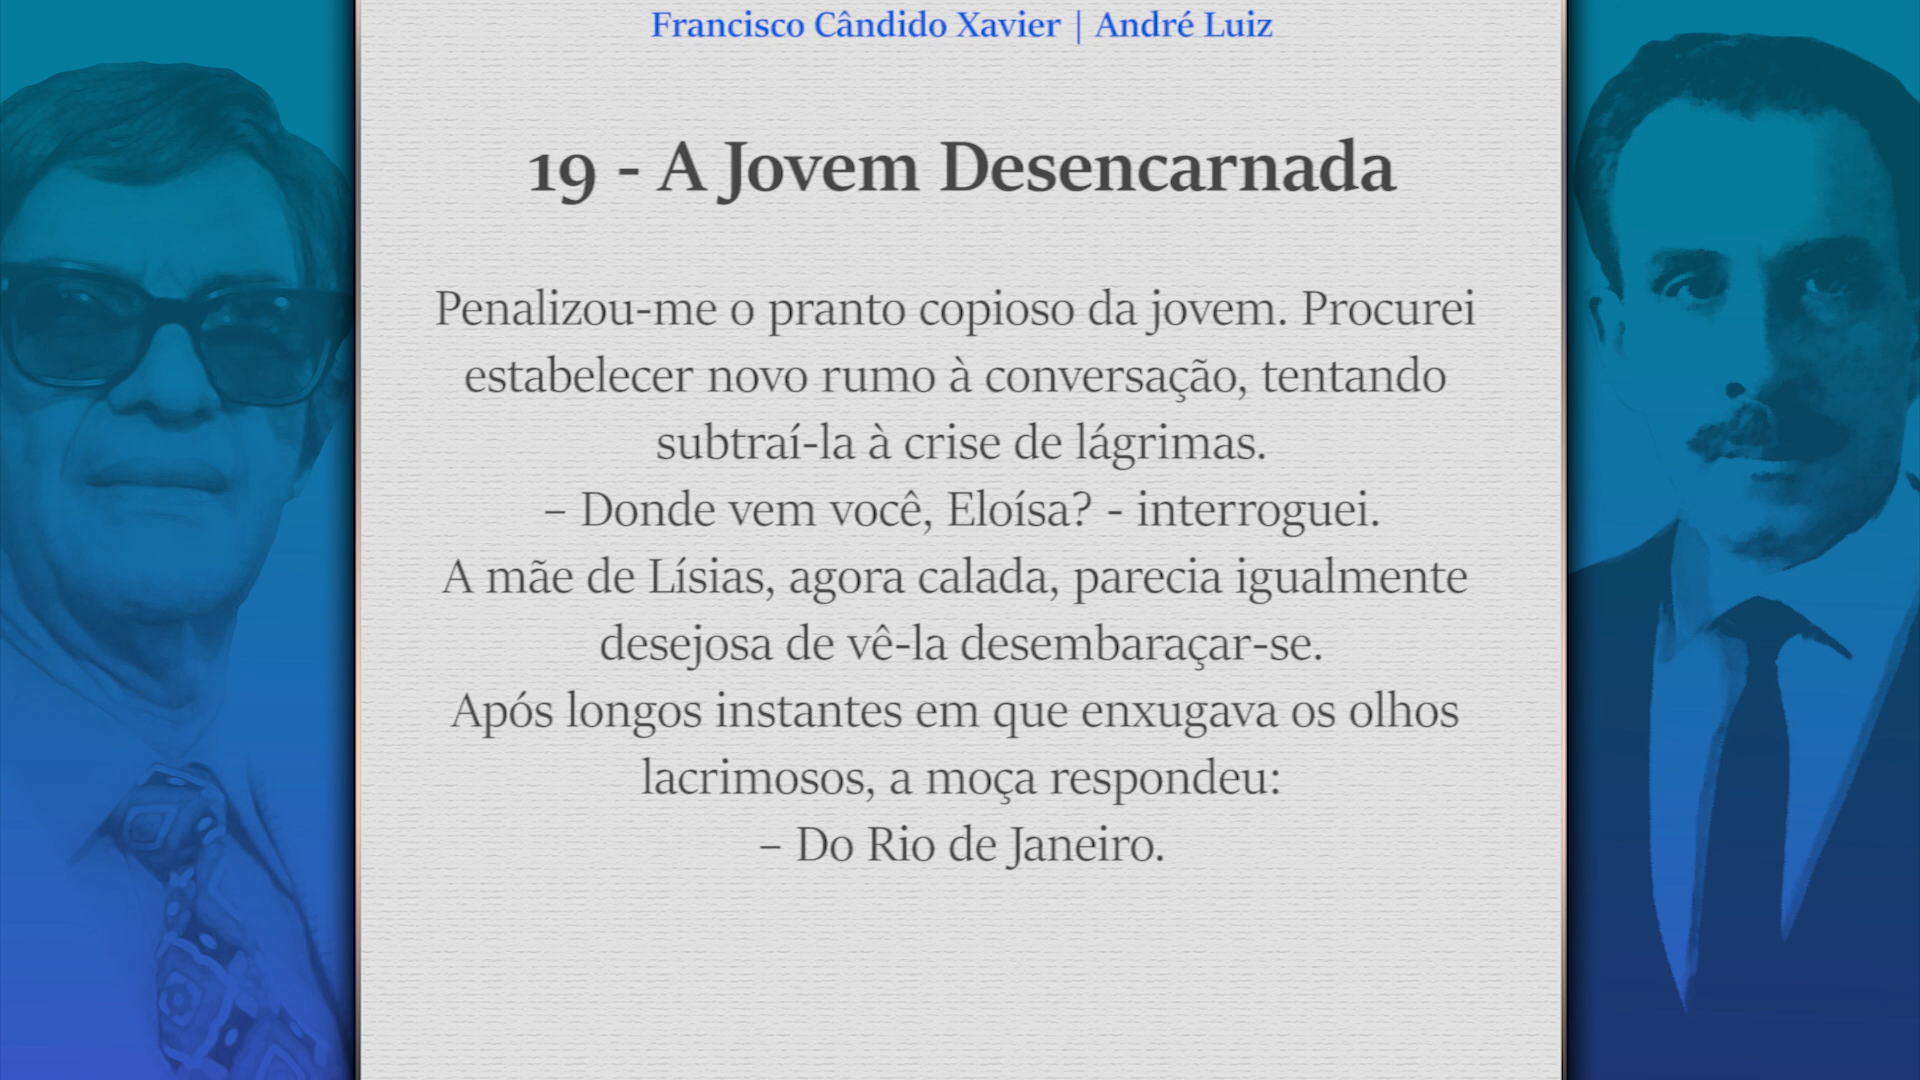 Francisco Cândido Xavier | André Luiz
19 - A Jovem Desencarnada
Penalizou-me o pranto copioso da jovem. Procurei
estabelecer novo rumo à conversação, tentando
subtraí-la à crise de lágrimas.
– Donde vem você, Eloísa? - interroguei.
A mãe de Lísias, agora calada, parecia igualmente
desejosa de vê-la desembaraçar-se.
Após longos instantes em que enxugava os olhos
lacrimosos, a moça respondeu:
– Do Rio de Janeiro.